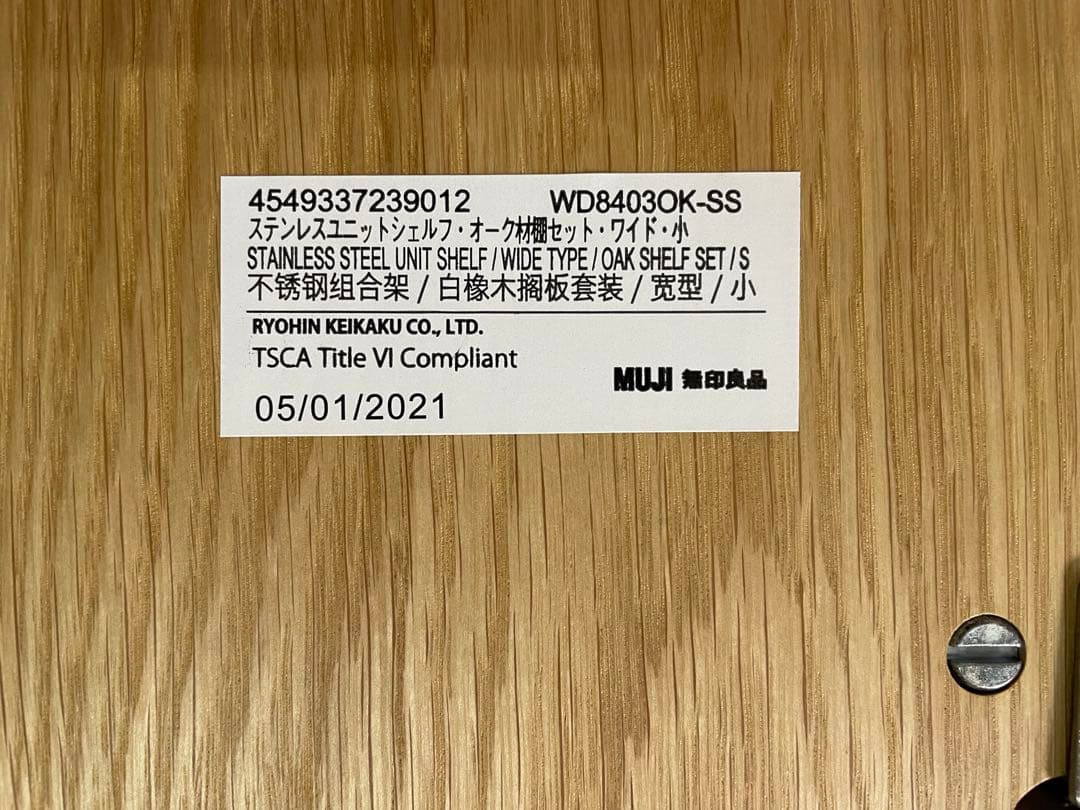 4549337239012 WD8403OK-SS
ステンレスユニットシェルフ・オーク材棚セット・ワイド・小
STAINLESS STEEL UNIT SHELF / WIDE TYPE / OAK SHELF SET / S
不锈钢组合架 / 白橡木搁板套装 / 宽型 / 小
RYOHIN KEIKAKU CO., LTD.
TSCA Title VI Compliant
MUJI 無印良品
05/01/2021